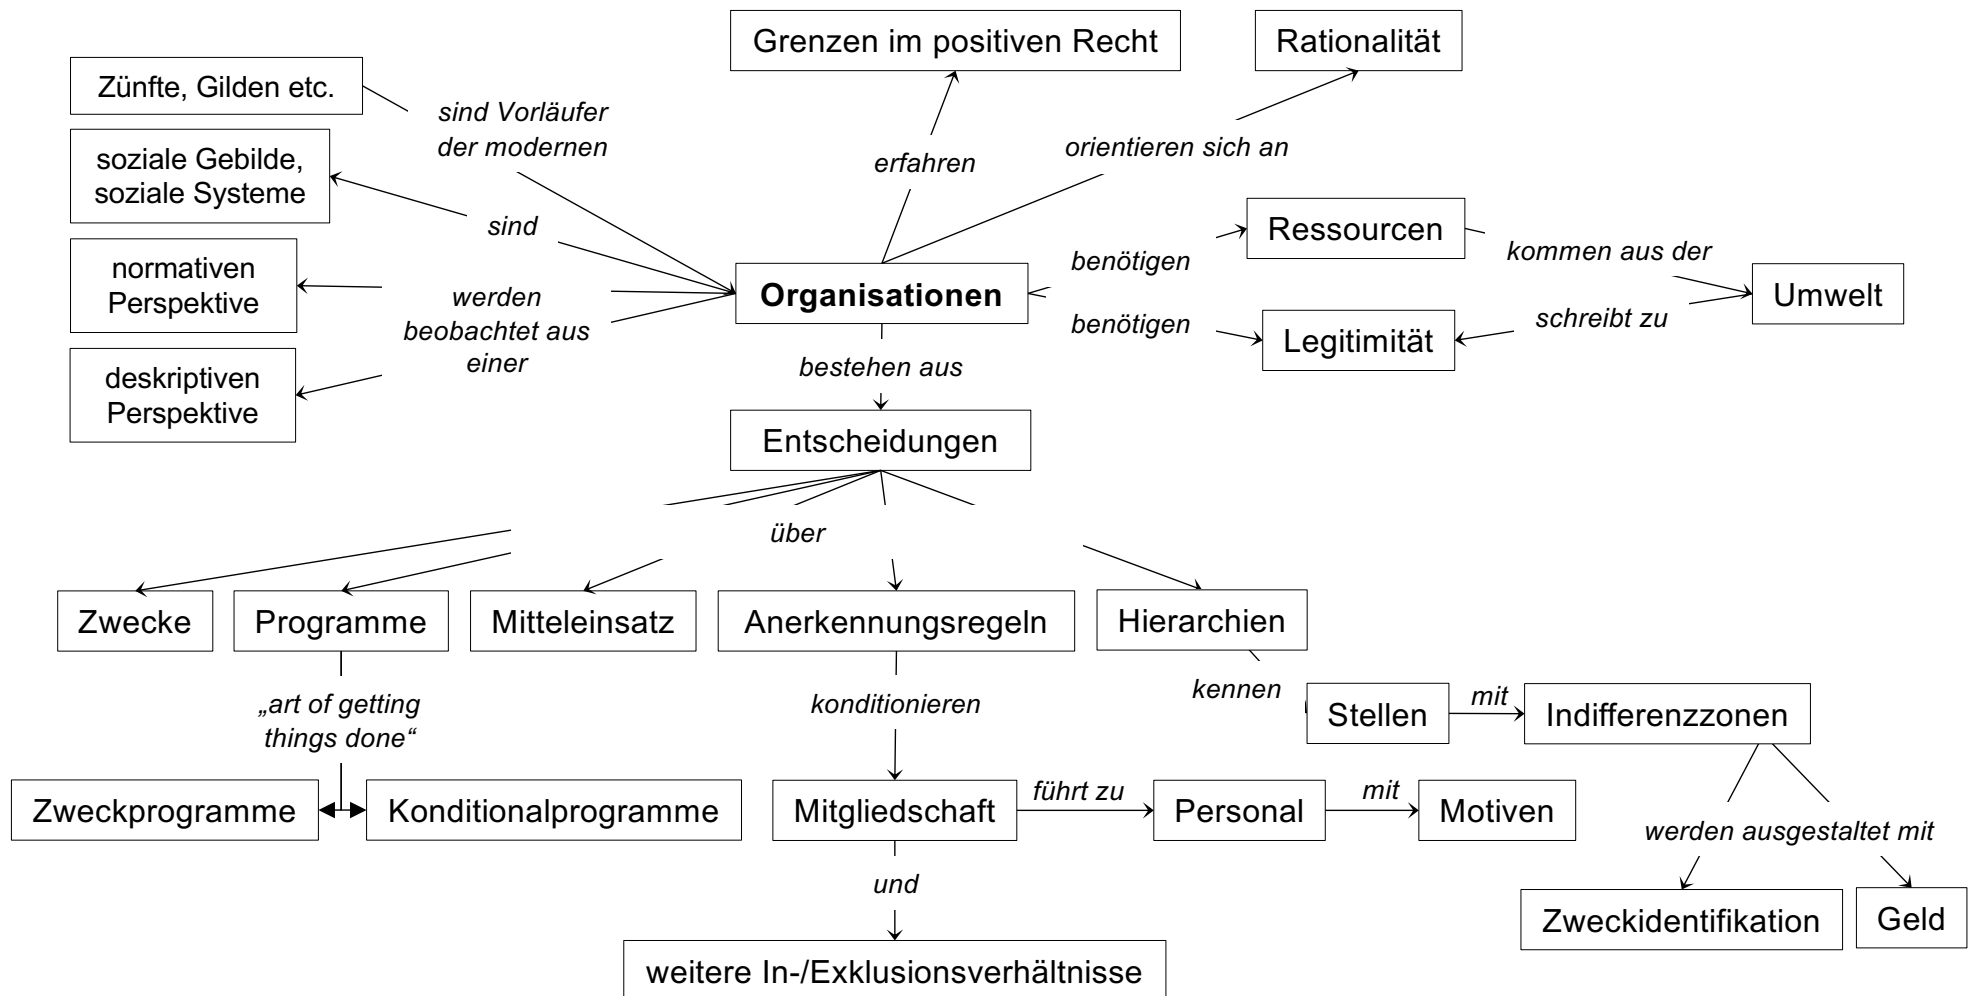 Grenzen im positiven Recht
Rationalität
Zünfte, Gilden etc.
sind Vorläufer
der modernen
soziale Gebilde,
soziale Systeme
erfahren
orientieren sich an
sind
Ressourcen
kommen aus der
normativen
Perspektive
werden
beobachtet aus
einer
Organisationen
benötigen
benötigen
Umwelt
schreibt zu
Legitimität
deskriptiven
Perspektive
bestehen aus
Entscheidungen
über
Zwecke
Programme
Mitteleinsatz
Anerkennungsregeln
Hierarchien
„art of getting
things done“
konditionieren
kennen
Stellen
mit
Indifferenzzonen
Zweckprogramme
Konditionalprogramme
Mitgliedschaft
führt zu
Personal
mit
Motiven
werden ausgestaltet mit
und
Zweckidentifikation
Geld
weitere In-/Exklusionsverhältnisse